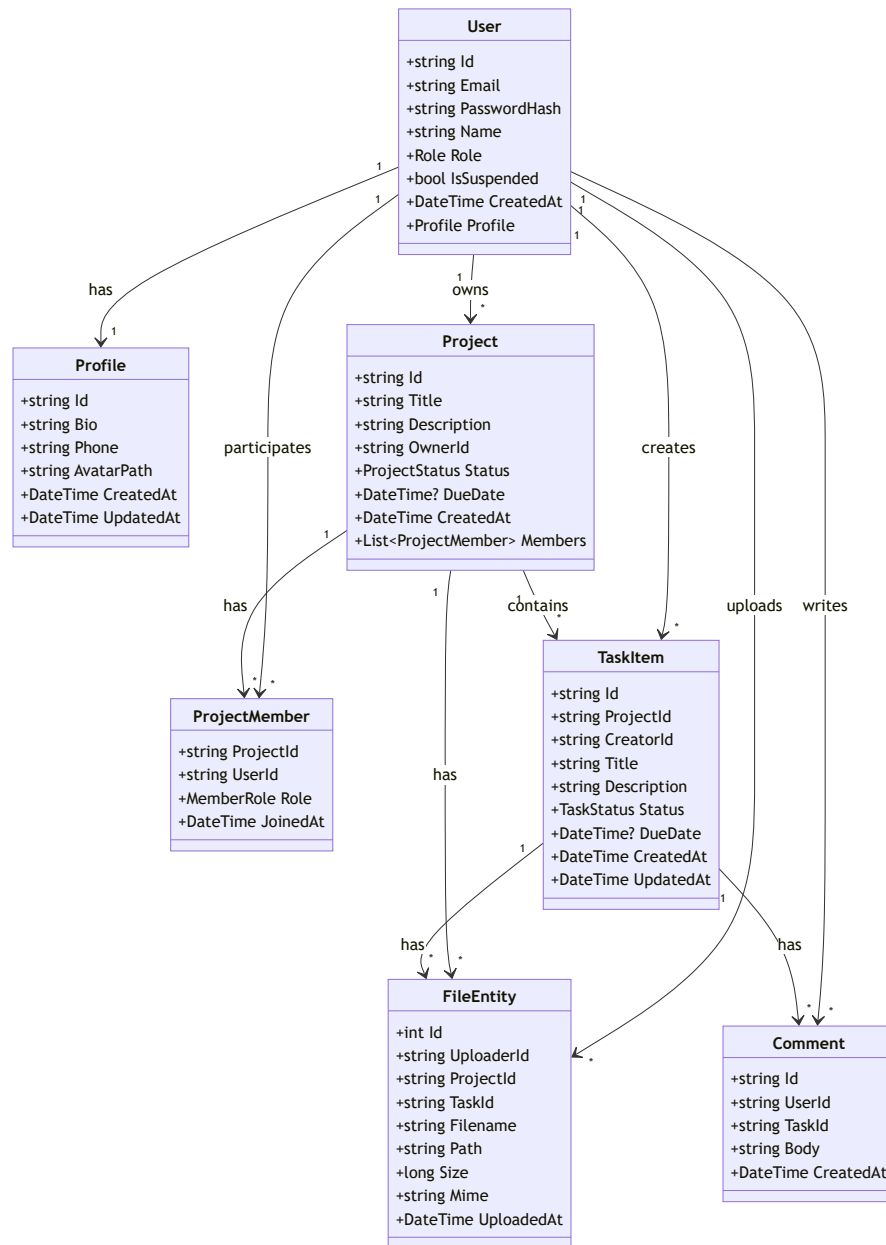 User
+string Id
+string Email
+string PasswordHash
+string Name
+Role Role
+bool IsSuspended
+DateTime CreatedAt
+Profile Profile
1
1
1
1
1
1
has
participates
owns
creates
uploads
writes
1
*
*
*
*
*
Profile
+string Id
+string Bio
+string Phone
+string AvatarPath
+DateTime CreatedAt
+DateTime UpdatedAt
Project
+string Id
+string Title
+string Description
+string OwnerId
+ProjectStatus Status
+DateTime? DueDate
+DateTime CreatedAt
+List<ProjectMember> Members
1
1
1
has
has
contains
*
*
*
ProjectMember
+string ProjectId
+string UserId
+MemberRole Role
+DateTime JoinedAt
TaskItem
+string Id
+string ProjectId
+string CreatorId
+string Title
+string Description
+TaskStatus Status
+DateTime? DueDate
+DateTime CreatedAt
+DateTime UpdatedAt
1
1
has
has
*
*
FileEntity
+int Id
+string UploaderId
+string ProjectId
+string TaskId
+string Filename
+string Path
+long Size
+string Mime
+DateTime UploadedAt
Comment
+string Id
+string UserId
+string TaskId
+string Body
+DateTime CreatedAt